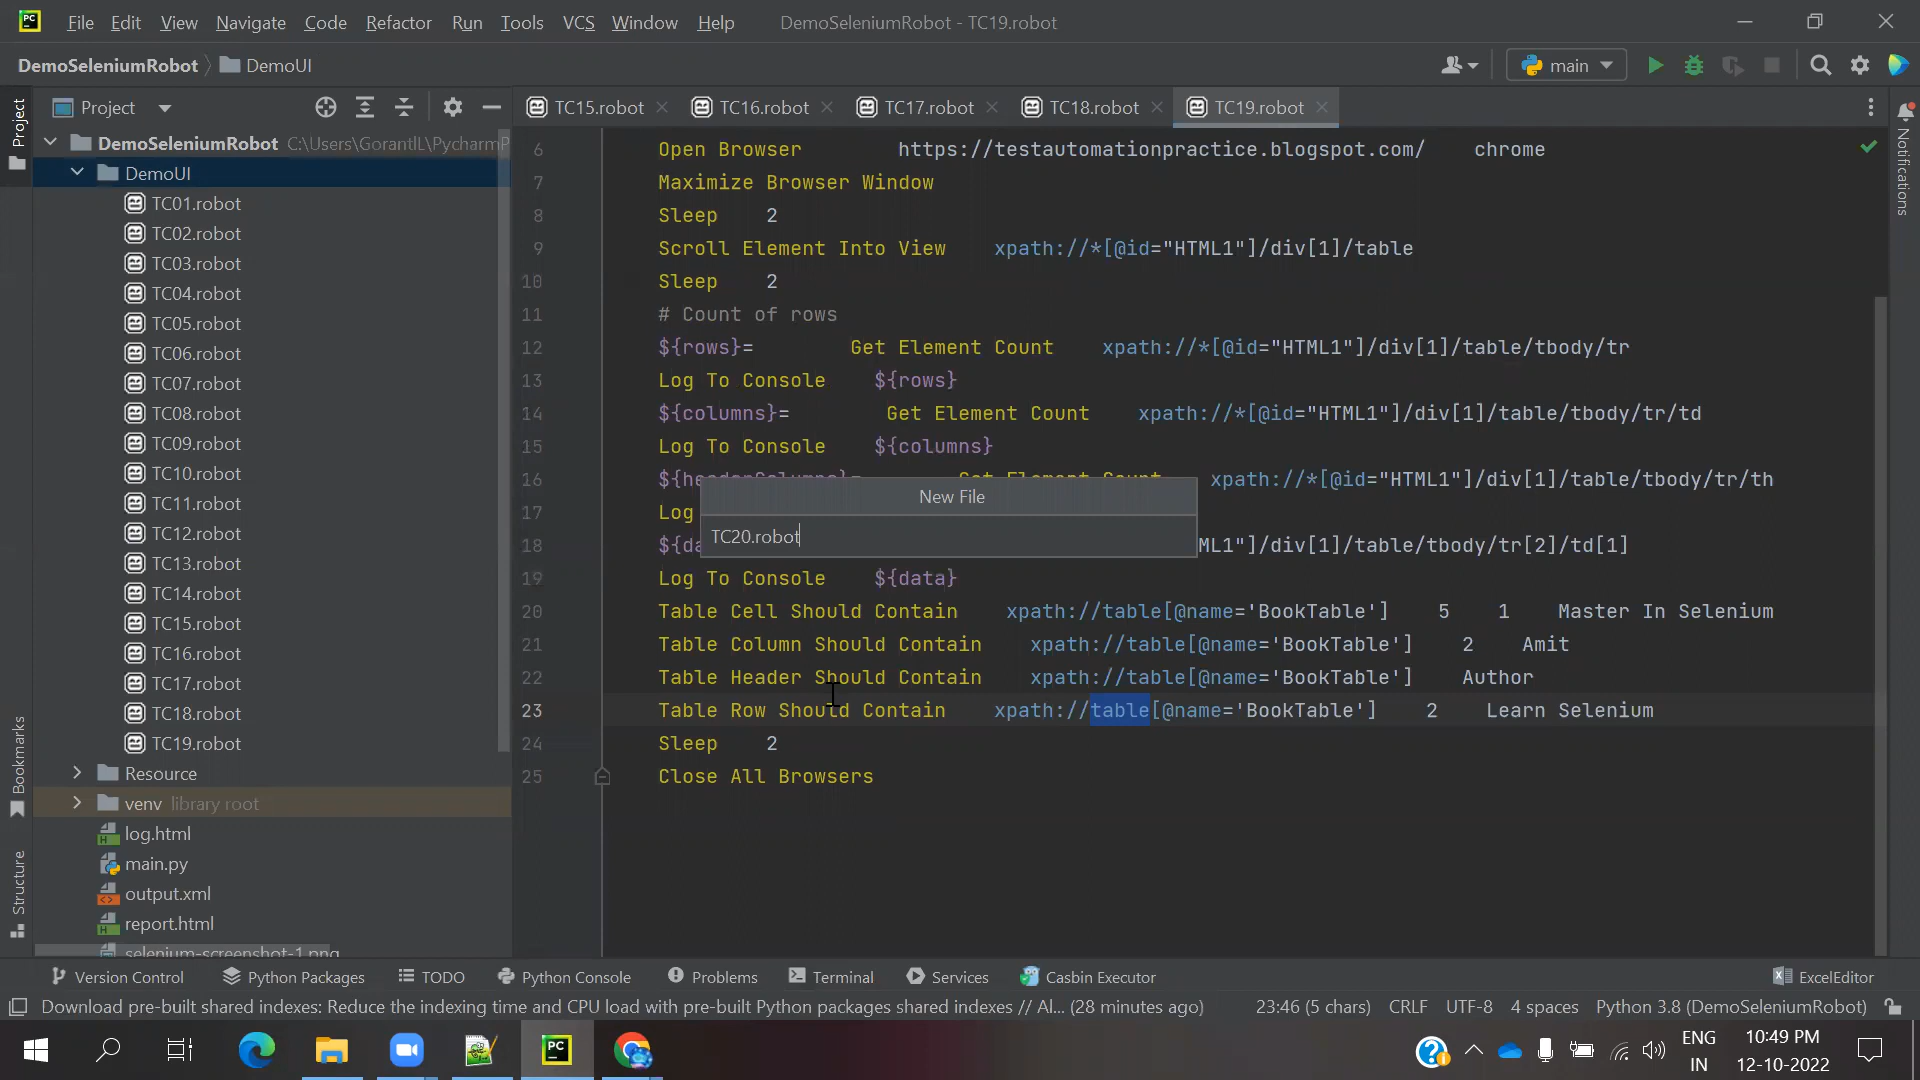 PC File Edit View Navigate Code Refactor Run Tools VCS Window Help DemoSeleniumRobot - TC19.robot
DemoSeleniumRobot DemoUI main
Project
TC15.robot TC16.robot TC17.robot TC18.robot TC19.robot
Project
DemoSeleniumRobot C:\Users\GorantlL\PycharmP
DemoUI
TC01.robot
TC02.robot
TC03.robot
TC04.robot
TC05.robot
TC06.robot
TC07.robot
TC08.robot
TC09.robot
TC10.robot
TC11.robot
TC12.robot
TC13.robot
TC14.robot
TC15.robot
TC16.robot
TC17.robot
TC18.robot
TC19.robot
Resource
venv library root
log.html
main.py
output.xml
report.html
selenium-screenshot-1.png
Bookmarks
Structure
6 Open Browser https://testautomationpractice.blogspot.com/ chrome
7 Maximize Browser Window
8 Sleep 2
9 Scroll Element Into View xpath://*[@id="HTML1"]/div[1]/table
10 Sleep 2
11 # Count of rows
12 ${rows}= Get Element Count xpath://*[@id="HTML1"]/div[1]/table/tbody/tr
13 Log To Console ${rows}
14 ${columns}= Get Element Count xpath://*[@id="HTML1"]/div[1]/table/tbody/tr/td
15 Log To Console ${columns}
16 ${headerColumns}= Get Element Count xpath://*[@id="HTML1"]/div[1]/table/tbody/tr/th
17 Log
18 ${da ML1"]/div[1]/table/tbody/tr[2]/td[1]
19 Log To Console ${data}
20 Table Cell Should Contain xpath://table[@name='BookTable'] 5 1 Master In Selenium
21 Table Column Should Contain xpath://table[@name='BookTable'] 2 Amit
22 Table Header Should Contain xpath://table[@name='BookTable'] Author
23 Table Row Should Contain xpath://table[@name='BookTable'] 2 Learn Selenium
24 Sleep 2
25 Close All Browsers
New File
TC20.robot
Notifications
Version Control Python Packages TODO Python Console Problems Terminal Services Casbin Executor ExcelEditor
Download pre-built shared indexes: Reduce the indexing time and CPU load with pre-built Python packages shared indexes // Al... (28 minutes ago) 23:46 (5 chars) CRLF UTF-8 4 spaces Python 3.8 (DemoSeleniumRobot)
PC
ENG
IN
10:49 PM
12-10-2022